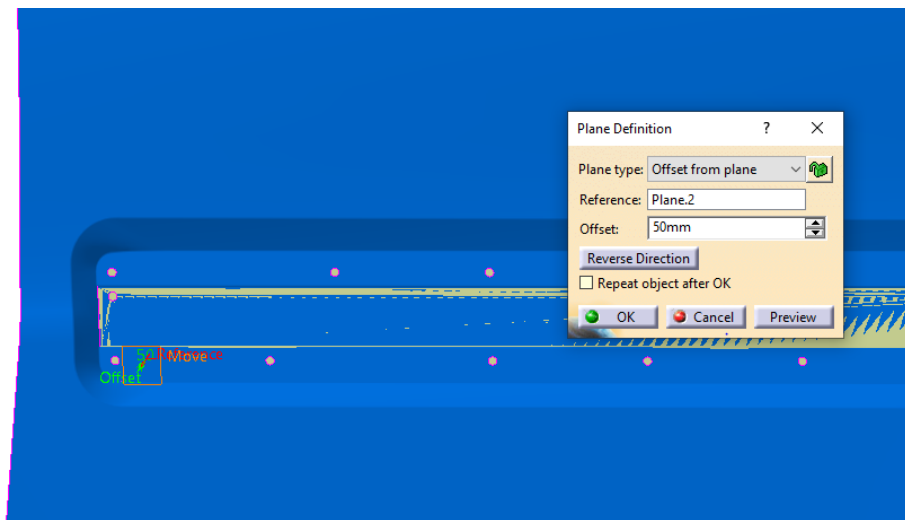 Plane Definition ? ×
Plane type: Offset from plane
Reference: Plane.2
Offset: 50mm
Reverse Direction
Repeat object after OK
OK Cancel Preview
50 Move
Offset